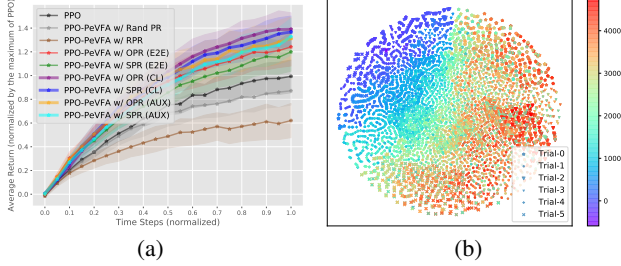 Average Return (normalized by the maximum of PPO)
1.4
1.2
1.0
0.8
0.6
0.4
0.2
0.0
PPO
PPO-PeVFA w/ Rand PR
PPO-PeVFA w/ RPR
PPO-PeVFA w/ OPR (E2E)
PPO-PeVFA w/ SPR (E2E)
PPO-PeVFA w/ OPR (CL)
PPO-PeVFA w/ SPR (CL)
PPO-PeVFA w/ OPR (AUX)
PPO-PeVFA w/ SPR (AUX)
0.0 0.1 0.2 0.3 0.4 0.5 0.6 0.7 0.8 0.9 1.0
Time Steps (normalized)
(a)
Trial-0
Trial-1
Trial-2
Trial-3
Trial-4
Trial-5
4000
3000
2000
1000
0
(b)